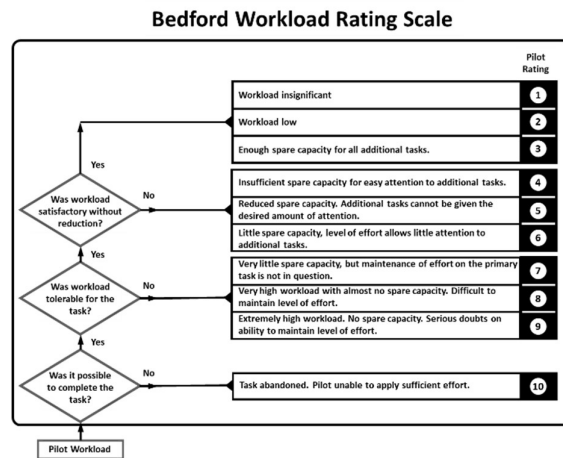 Bedford Workload Rating Scale
Pilot
Rating
Workload insignificant
1
Workload low
2
Enough spare capacity for all additional tasks.
3
Yes
Was workload
satisfactory without
reduction?
No
Insufficient spare capacity for easy attention to additional tasks.
4
Reduced spare capacity. Additional tasks cannot be given the
desired amount of attention.
5
Little spare capacity, level of effort allows little attention to
additional tasks.
6
Yes
Was workload
tolerable for the
task?
No
Very little spare capacity, but maintenance of effort on the primary
task is not in question.
7
Very high workload with almost no spare capacity. Difficult to
maintain level of effort.
8
Extremely high workload. No spare capacity. Serious doubts on
ability to maintain level of effort.
9
Yes
Was it possible
to complete the
task?
No
Task abandoned. Pilot unable to apply sufficient effort.
10
Pilot Workload